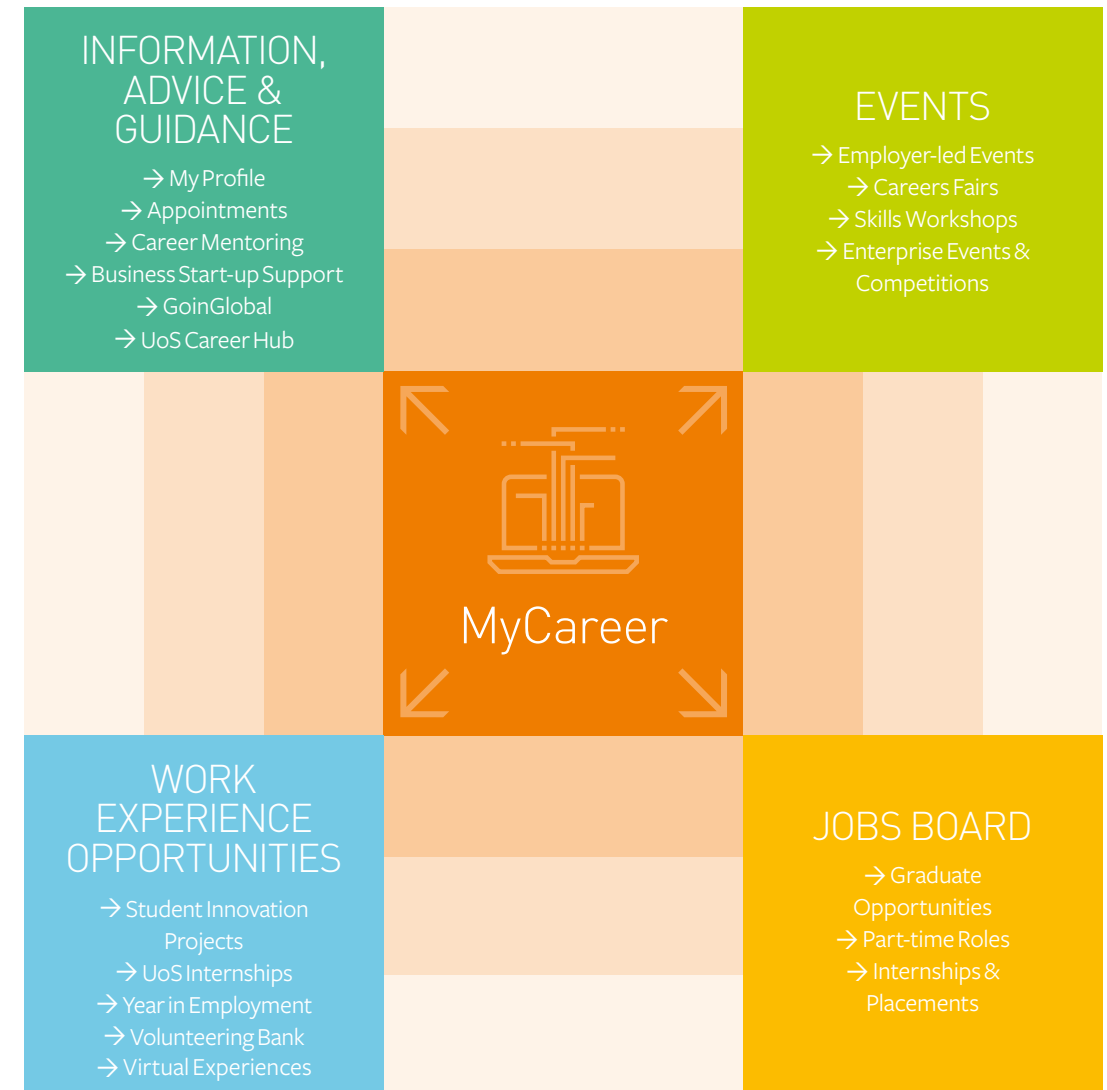 INFORMATION,
ADVICE &
GUIDANCE
→ My Profile
→ Appointments
→ Career Mentoring
→ Business Start-up Support
→ GoinGlobal
→ UoS Career Hub
EVENTS
→ Employer-led Events
→ Careers Fairs
→ Skills Workshops
→ Enterprise Events &
Competitions
MyCareer
WORK
EXPERIENCE
OPPORTUNITIES
→ Student Innovation
Projects
→ UoS Internships
→ Year in Employment
→ Volunteering Bank
→ Virtual Experiences
JOBS BOARD
→ Graduate
Opportunities
→ Part-time Roles
→ Internships &
Placements